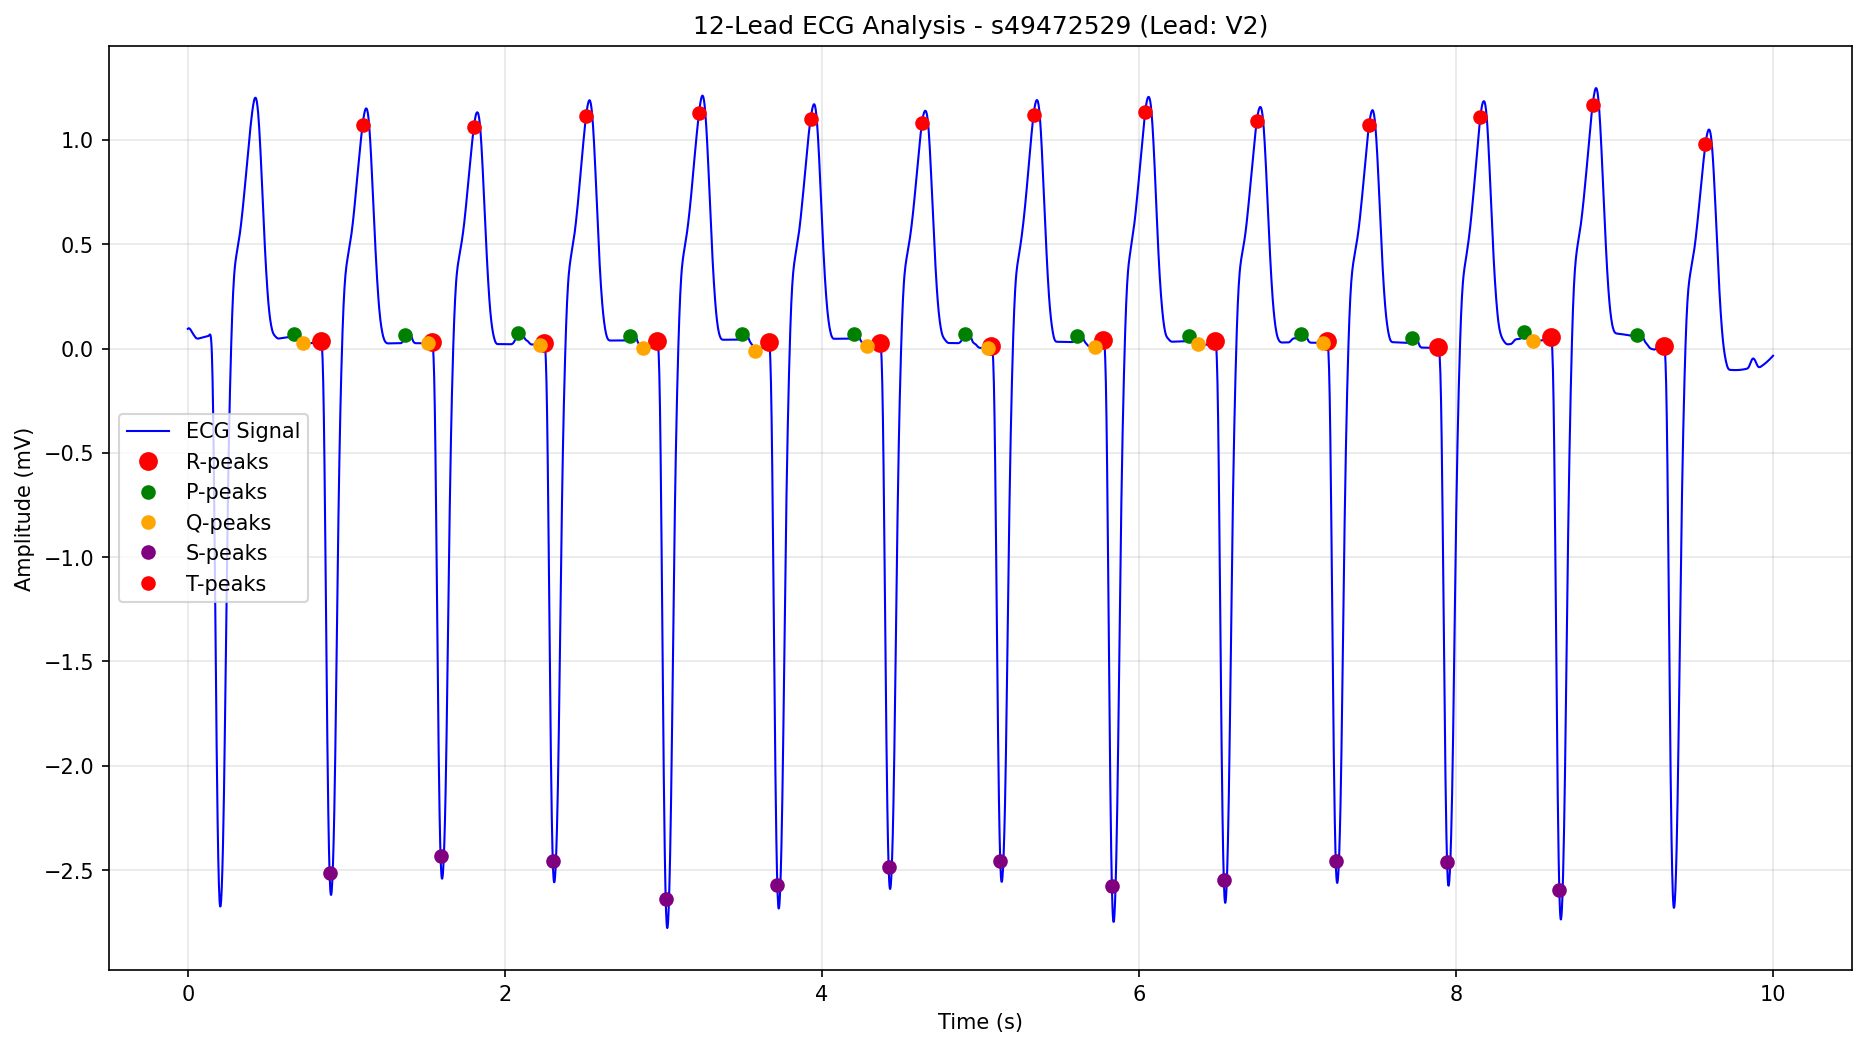 12-Lead ECG Analysis - s49472529 (Lead: V2)
Amplitude (mV)
1.0
0.5
0.0
−0.5
−1.0
−1.5
−2.0
−2.5
ECG Signal
R-peaks
P-peaks
Q-peaks
S-peaks
T-peaks
0 2 4 6 8 10
Time (s)